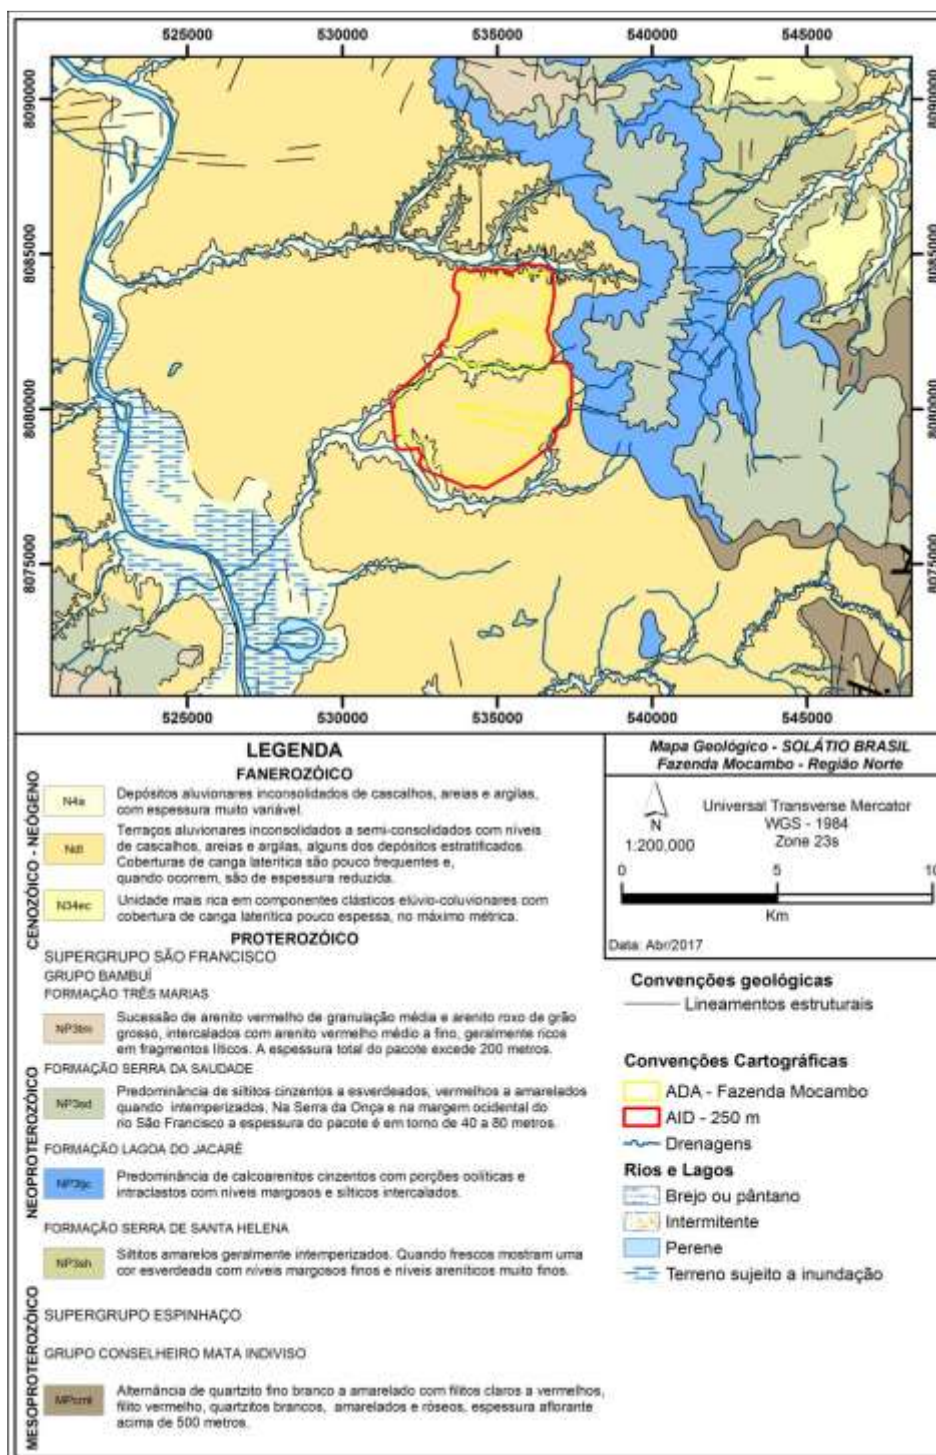 525000 530000 535000 540000 545000
8090000 8090000
8085000 8085000
8080000 8080000
8075000 8075000
525000 530000 535000 540000 545000
LEGENDA
FANEROZÓICO
CENOZÓICO - NEÓGENO
N4a
Depósitos aluvionares inconsolidados de cascalhos, areias e argilas,
com espessura muito variável.
Terraços aluvionares inconsolidados a semi-consolidados com níveis
de cascalhos, areias e argilas, alguns dos depósitos estratificados.
Coberturas de canga laterítica são pouco frequentes e,
quando ocorrem, são de espessura reduzida.
N34ec
Unidade mais rica em componentes clásticos elúvio-coluvionares com
cobertura de canga laterítica pouco espessa, no máximo métrica.
PROTEROZÓICO
SUPERGRUPO SÃO FRANCISCO
GRUPO BAMBUÍ
FORMAÇÃO TRÊS MARIAS
NEOPROTEROZÓICO
NP3tm
Sucessão de arenito vermelho de granulação média e arenito roxo de grão
grosso, intercalados com arenito vermelho médio a fino, geralmente ricos
em fragmentos líticos. A espessura total do pacote excede 200 metros.
FORMAÇÃO SERRA DA SAUDADE
NP3sd
Predominância de siltitos cinzentos a esverdeados, vermelhos a amarelados
quando intemperizados, Na Serra da Onça e na margem ocidental do
rio São Francisco a espessura do pacote é em torno de 40 a 80 metros.
FORMAÇÃO LAGOA DO JACARÉ
Predominância de calcoarenitos cinzentos com porções oolíticas e
intraclastos com níveis margosos e sílticos intercalados.
FORMAÇÃO SERRA DE SANTA HELENA
NP3sh
Siltitos amarelos geralmente intemperizados. Quando frescos mostram uma
cor esverdeada com níveis margosos finos e níveis areníticos muito finos.
MESOPROTEROZÓICO
SUPERGRUPO ESPINHAÇO
GRUPO CONSELHEIRO MATA INDIVISO
Alternância de quartzito fino branco a amarelado com filitos claros a vermelhos,
filito vermelho, quartzitos brancos, amarelados e róseos, espessura aflorante
acima de 500 metros.
Mapa Geológico - SOLÁTIO BRASIL
Fazenda Mocambo - Região Norte
N
1:200,000
Universal Transverse Mercator
WGS - 1984
Zone 23s
0 5 10
Km
Data: Abr/2017
Convenções geológicas
Lineamentos estruturais
Convenções Cartográficas
ADA - Fazenda Mocambo
AID - 250 m
Drenagens
Rios e Lagos
Brejo ou pântano
Intermitente
Perene
Terreno sujeito a inundação